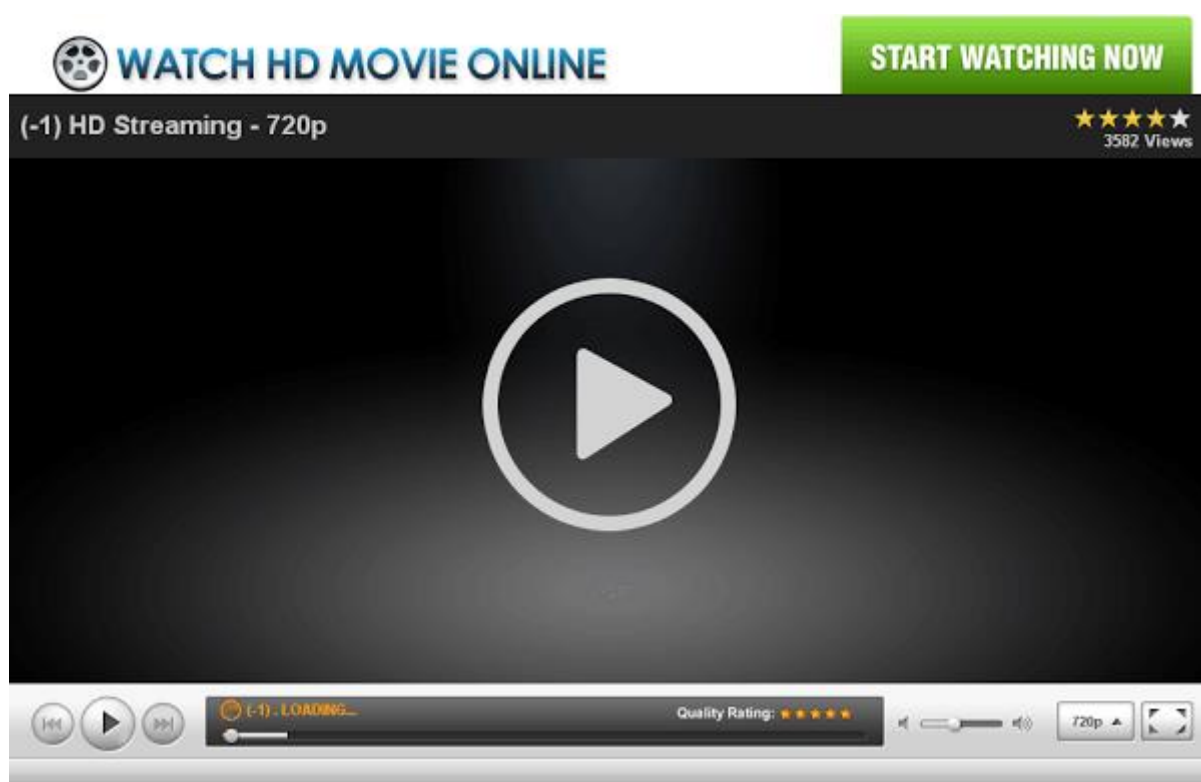 WATCH HD MOVIE ONLINE
START WATCHING NOW
(-1) HD Streaming - 720p
3582 Views
(-1) . LOADING...
Quality Rating:
720p